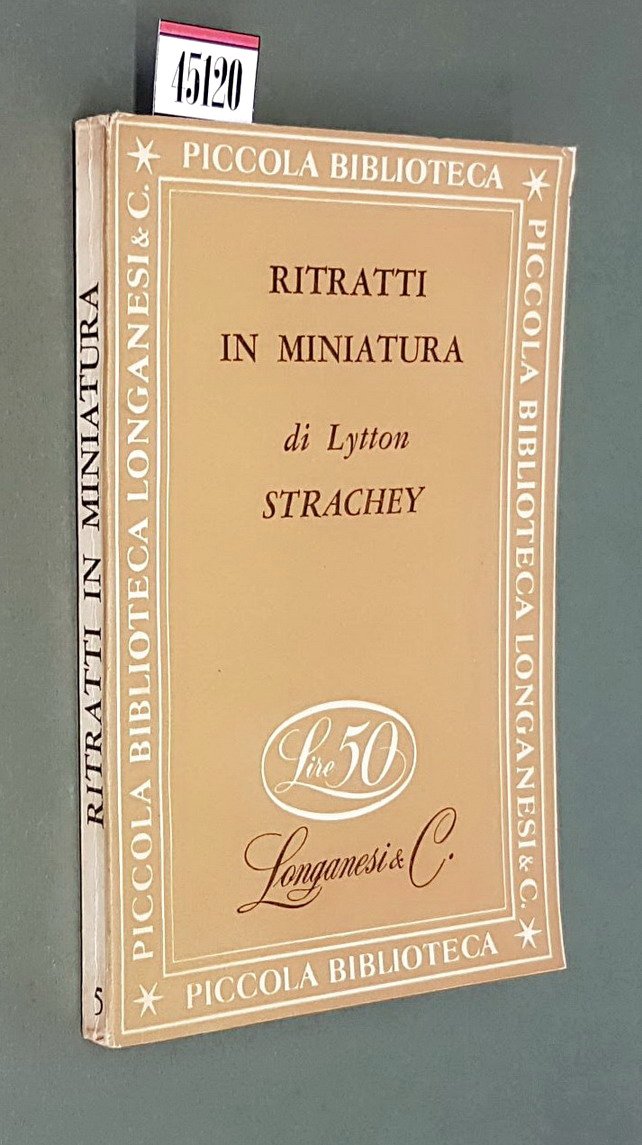 45120
PICCOLA BIBLIOTECA
PICCOLA BIBLIOTECA LONGANESI & C.
RITRATTI
IN MINIATURA
di Lytton
STRACHEY
Lire 50
Longanesi & C.
PICCOLA BIBLIOTECA LONGANESI & C.
PICCOLA BIBLIOTECA
RITRATTI IN MINIATURA
5